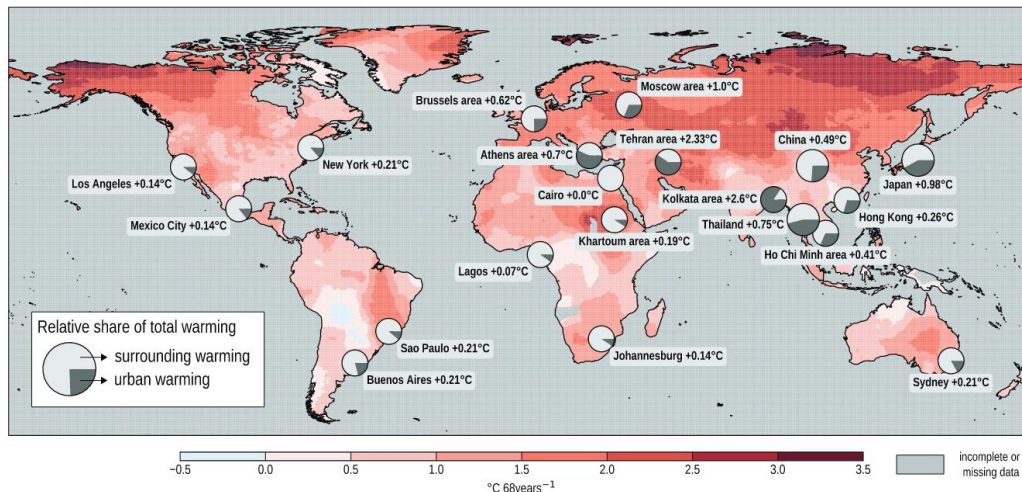 Moscow area +1.0°C
Brussels area +0.62°C
Tehran area +2.33°C
China +0.49°C
Athens area +0.7°C
New York +0.21°C
Los Angeles +0.14°C
Japan +0.98°C
Cairo +0.0°C
Kolkata area +2.6°C
Mexico City +0.14°C
Thailand +0.75°C
Hong Kong +0.26°C
Khartoum area +0.19°C
Ho Chi Minh area +0.41°C
Lagos +0.07°C
Relative share of total warming
surrounding warming
urban warming
Sao Paulo +0.21°C
Johannesburg +0.14°C
Buenos Aires +0.21°C
Sydney +0.21°C
−0.5 0.0 0.5 1.0 1.5 2.0 2.5 3.0 3.5
°C 68years⁻¹
incomplete or
missing data